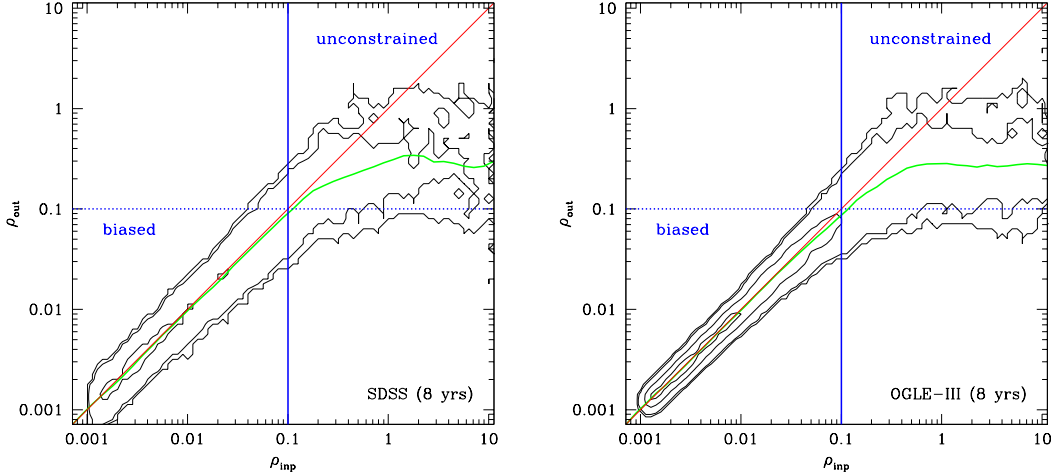 10
1
0.1
0.01
0.001
ρout
unconstrained
biased
SDSS (8 yrs)
0.001 0.01 0.1 1 10
ρinp
10
1
0.1
0.01
0.001
ρout
unconstrained
biased
OGLE-III (8 yrs)
0.001 0.01 0.1 1 10
ρinp